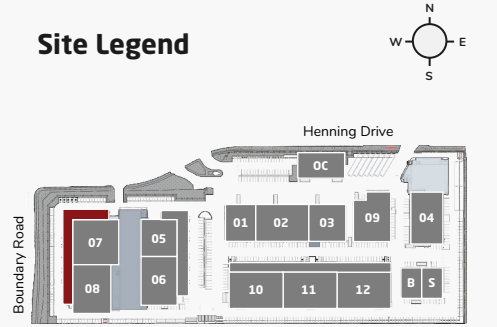 N
Site Legend
W E
S
Henning Drive
OC
01 02 03 09 04
07 05
Boundary Road
08 06
10 11 12 B S